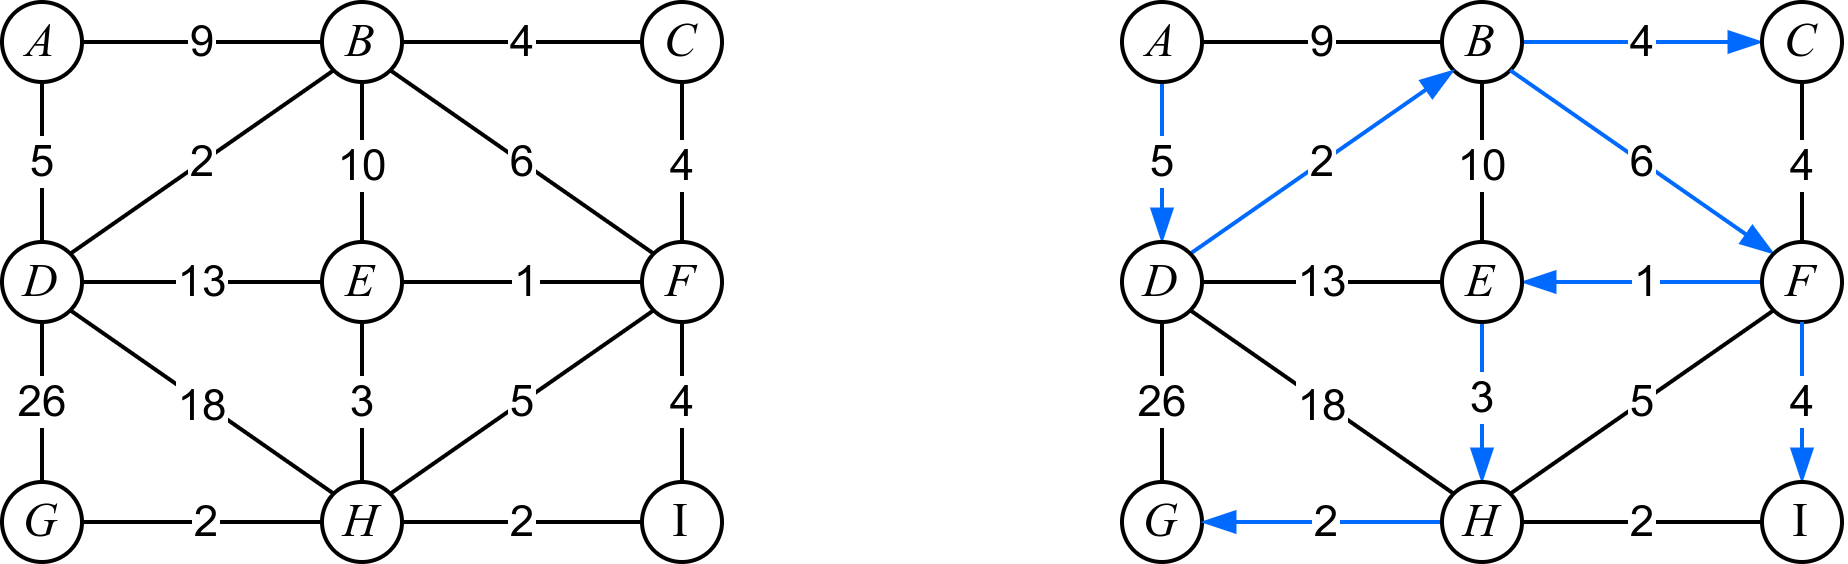 A 9 B 4 C A 9 B 4 C
5 2 10 6 4 5 2 10 6 4
D 13 E 1 F D 13 E 1 F
26 18 3 5 4 26 18 3 5 4
G 2 H 2 I G 2 H 2 I